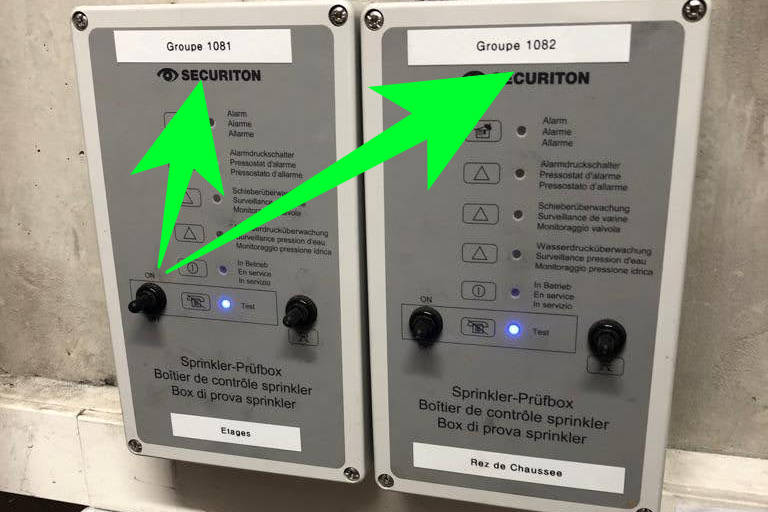 Groupe 1081
SECURITON
Alarm
Alarme
Allarme
Alarmdruckschalter
Pressostat d'alarme
Pressostato d'allarme
Schieberüberwachung
Surveillance de vanne
Monitoraggio valvola
Wasserdrucküberwachung
Surveillance pression d'eau
Monitoraggio pressione idrica
In Betrieb
En service
In servizio
ON
Test
Sprinkler-Prüfbox
Boîtier de contrôle sprinkler
Box di prova sprinkler
Etages
Groupe 1082
SECURITON
Alarm
Alarme
Allarme
Alarmdruckschalter
Pressostat d'alarme
Pressostato d'allarme
Schieberüberwachung
Surveillance de vanne
Monitoraggio valvola
Wasserdrucküberwachung
Surveillance pression d'eau
Monitoraggio pressione idrica
In Betrieb
En service
In servizio
ON
Test
Sprinkler-Prüfbox
Boîtier de contrôle sprinkler
Box di prova sprinkler
Rez de Chaussee